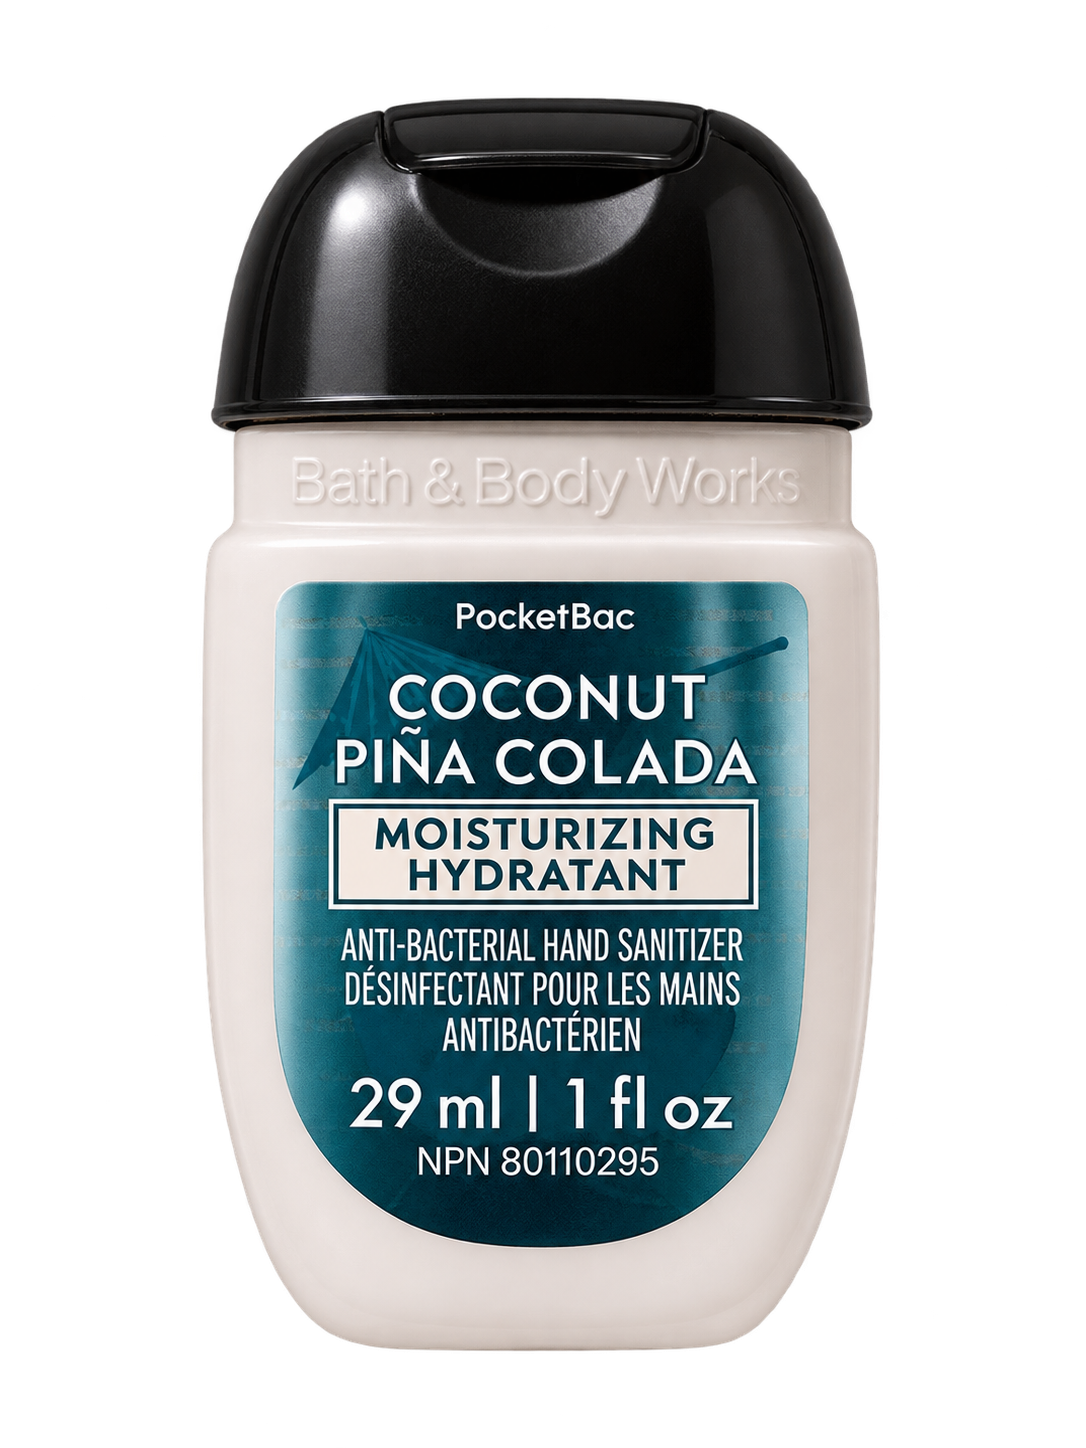 Bath & Body Works
PocketBac
COCONUT
PIÑA COLADA
MOISTURIZING
HYDRATANT
ANTI-BACTERIAL HAND SANITIZER
DÉSINFECTANT POUR LES MAINS
ANTIBACTÉRIEN
29 ml | 1 fl oz
NPN 80110295